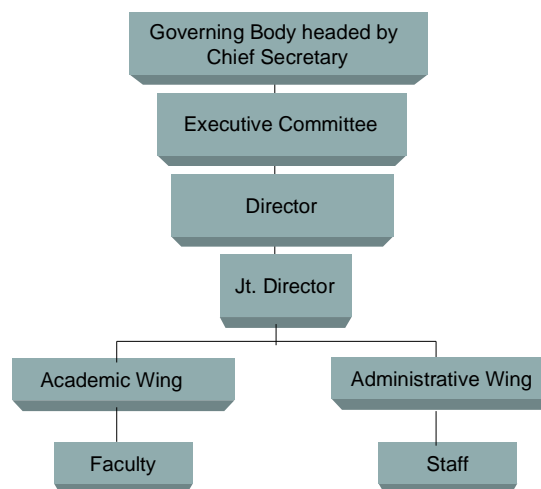 Governing Body headed by
Chief Secretary
Executive Committee
Director
Jt. Director
Academic Wing
Administrative Wing
Faculty
Staff